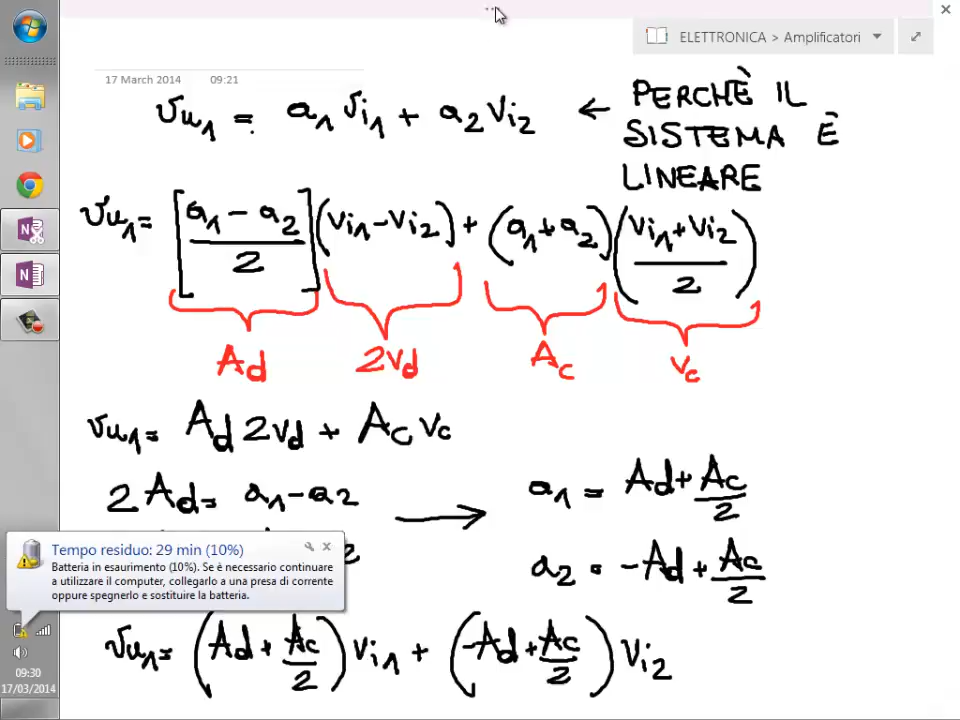 ELETTRONICA > Amplificatori
17 March 2014 09:21
vu1 = a1 vi1 + a2 vi2 ← PERCHÈ IL
SISTEMA È
LINEARE
vu1 = [(a1 - a2)/2] (vi1 - vi2) + (a1 + a2) ((vi1 + vi2)/2)
Ad 2vd Ac vc
vu1 = Ad 2vd + Ac vc
2 Ad = a1 - a2 → a1 = Ad + Ac/2
a2 = -Ad + Ac/2
Tempo residuo: 29 min (10%)
Batteria in esaurimento (10%). Se è necessario continuare
a utilizzare il computer, collegarlo a una presa di corrente
oppure spegnerlo e sostituire la batteria.
vu1 = (Ad + Ac/2) vi1 + (-Ad + Ac/2) vi2
09:30
17/03/2014